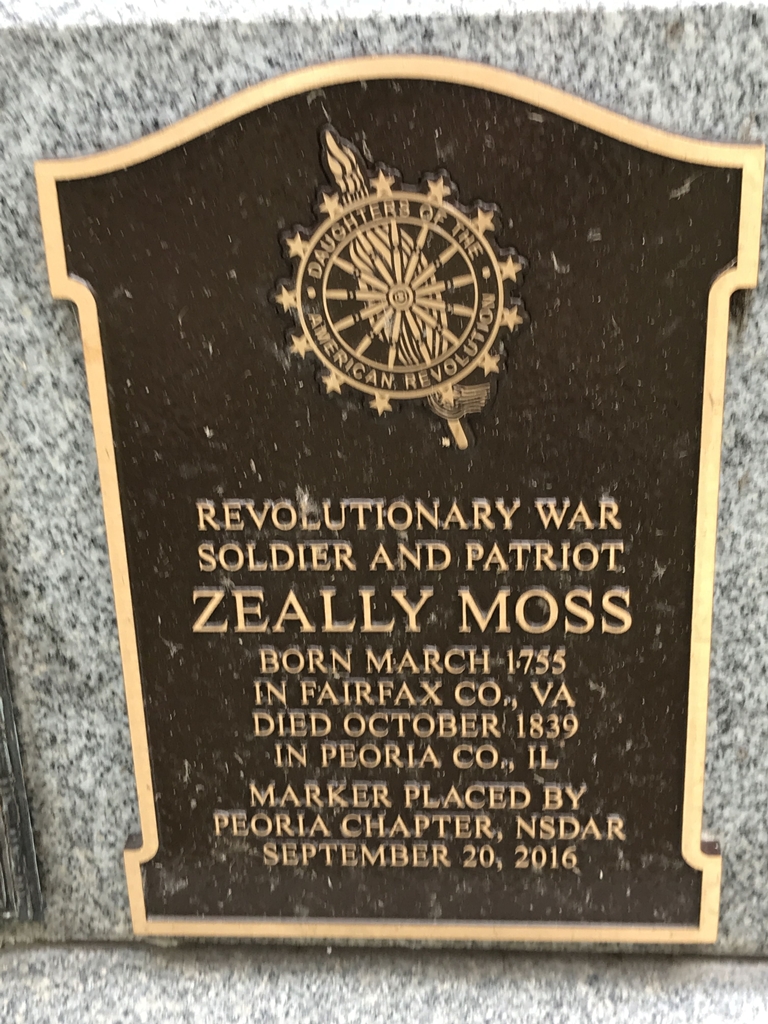 DAUGHTERS OF THE
AMERICAN REVOLUTION
REVOLUTIONARY WAR
SOLDIER AND PATRIOT
ZEALLY MOSS
BORN MARCH 1755
IN FAIRFAX CO., VA
DIED OCTOBER 1839
IN PEORIA CO., IL
MARKER PLACED BY
PEORIA CHAPTER, NSDAR
SEPTEMBER 20, 2016